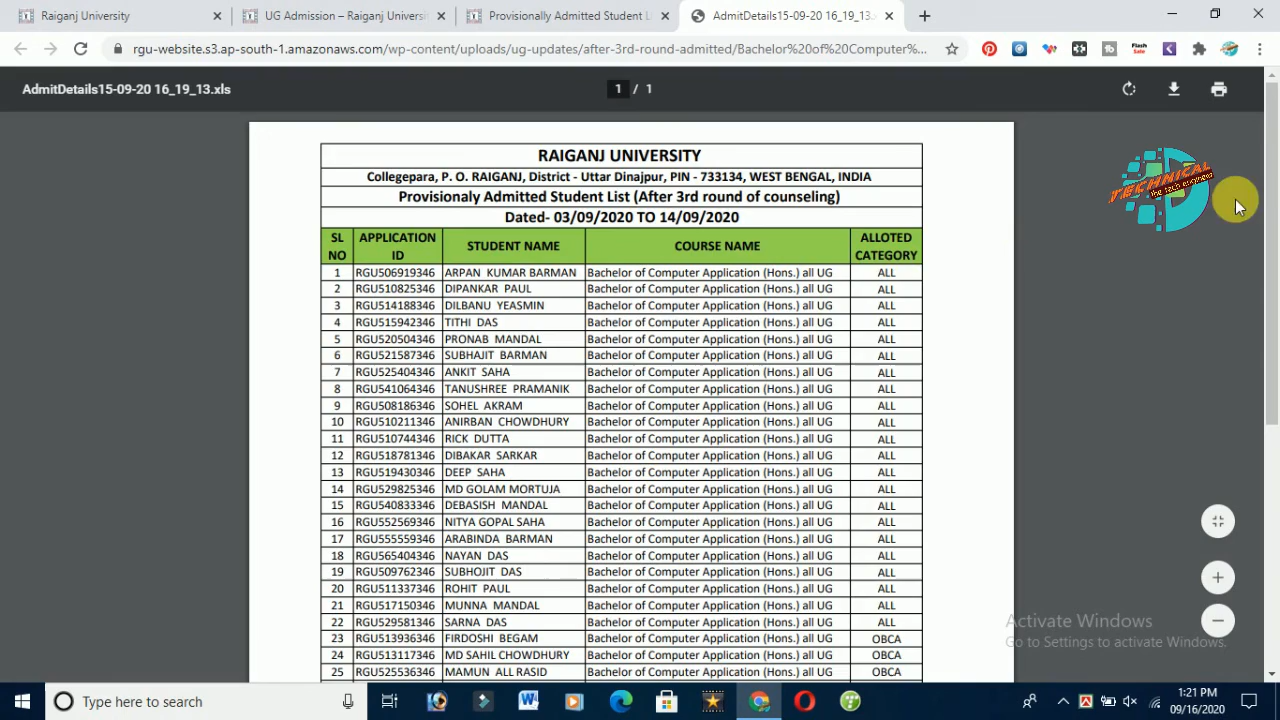 Raiganj University
UG Admission – Raiganj Universi
Provisionally Admitted Student L
AdmitDetails15-09-20 16_19_13.xls
rgu-website.s3.ap-south-1.amazonaws.com/wp-content/uploads/ug-updates/after-3rd-round-admitted/Bachelor%20of%20Computer%...
Flash Sale
AdmitDetails15-09-20 16_19_13.xls
1 / 1
TECHNICAL
the tech engineer
RAIGANJ UNIVERSITY
Collegepara, P. O. RAIGANJ, District - Uttar Dinajpur, PIN - 733134, WEST BENGAL, INDIA
Provisionaly Admitted Student List (After 3rd round of counseling)
Dated- 03/09/2020 TO 14/09/2020
SL NO APPLICATION ID STUDENT NAME COURSE NAME ALLOTED CATEGORY
1 RGU506919346 ARPAN KUMAR BARMAN Bachelor of Computer Application (Hons.) all UG ALL
2 RGU510825346 DIPANKAR PAUL Bachelor of Computer Application (Hons.) all UG ALL
3 RGU514188346 DILBANU YEASMIN Bachelor of Computer Application (Hons.) all UG ALL
4 RGU515942346 TITHI DAS Bachelor of Computer Application (Hons.) all UG ALL
5 RGU520504346 PRONAB MANDAL Bachelor of Computer Application (Hons.) all UG ALL
6 RGU521587346 SUBHAJIT BARMAN Bachelor of Computer Application (Hons.) all UG ALL
7 RGU525404346 ANKIT SAHA Bachelor of Computer Application (Hons.) all UG ALL
8 RGU541064346 TANUSHREE PRAMANIK Bachelor of Computer Application (Hons.) all UG ALL
9 RGU508186346 SOHEL AKRAM Bachelor of Computer Application (Hons.) all UG ALL
10 RGU510211346 ANIRBAN CHOWDHURY Bachelor of Computer Application (Hons.) all UG ALL
11 RGU510744346 RICK DUTTA Bachelor of Computer Application (Hons.) all UG ALL
12 RGU518781346 DIBAKAR SARKAR Bachelor of Computer Application (Hons.) all UG ALL
13 RGU519430346 DEEP SAHA Bachelor of Computer Application (Hons.) all UG ALL
14 RGU529825346 MD GOLAM MORTUJA Bachelor of Computer Application (Hons.) all UG ALL
15 RGU540833346 DEBASISH MANDAL Bachelor of Computer Application (Hons.) all UG ALL
16 RGU552569346 NITYA GOPAL SAHA Bachelor of Computer Application (Hons.) all UG ALL
17 RGU555559346 ARABINDA BARMAN Bachelor of Computer Application (Hons.) all UG ALL
18 RGU565404346 NAYAN DAS Bachelor of Computer Application (Hons.) all UG ALL
19 RGU509762346 SUBHOJIT DAS Bachelor of Computer Application (Hons.) all UG ALL
20 RGU511337346 ROHIT PAUL Bachelor of Computer Application (Hons.) all UG ALL
21 RGU517150346 MUNNA MANDAL Bachelor of Computer Application (Hons.) all UG ALL
22 RGU529581346 SARNA DAS Bachelor of Computer Application (Hons.) all UG ALL
23 RGU513936346 FIRDOSHI BEGAM Bachelor of Computer Application (Hons.) all UG OBCA
24 RGU513117346 MD SAHIL CHOWDHURY Bachelor of Computer Application (Hons.) all UG OBCA
25 RGU525536346 MAMUN ALL RASID Bachelor of Computer Application (Hons.) all UG OBCA
Activate Windows
Go to Settings to activate Windows.
Type here to search
1:21 PM
09/16/2020